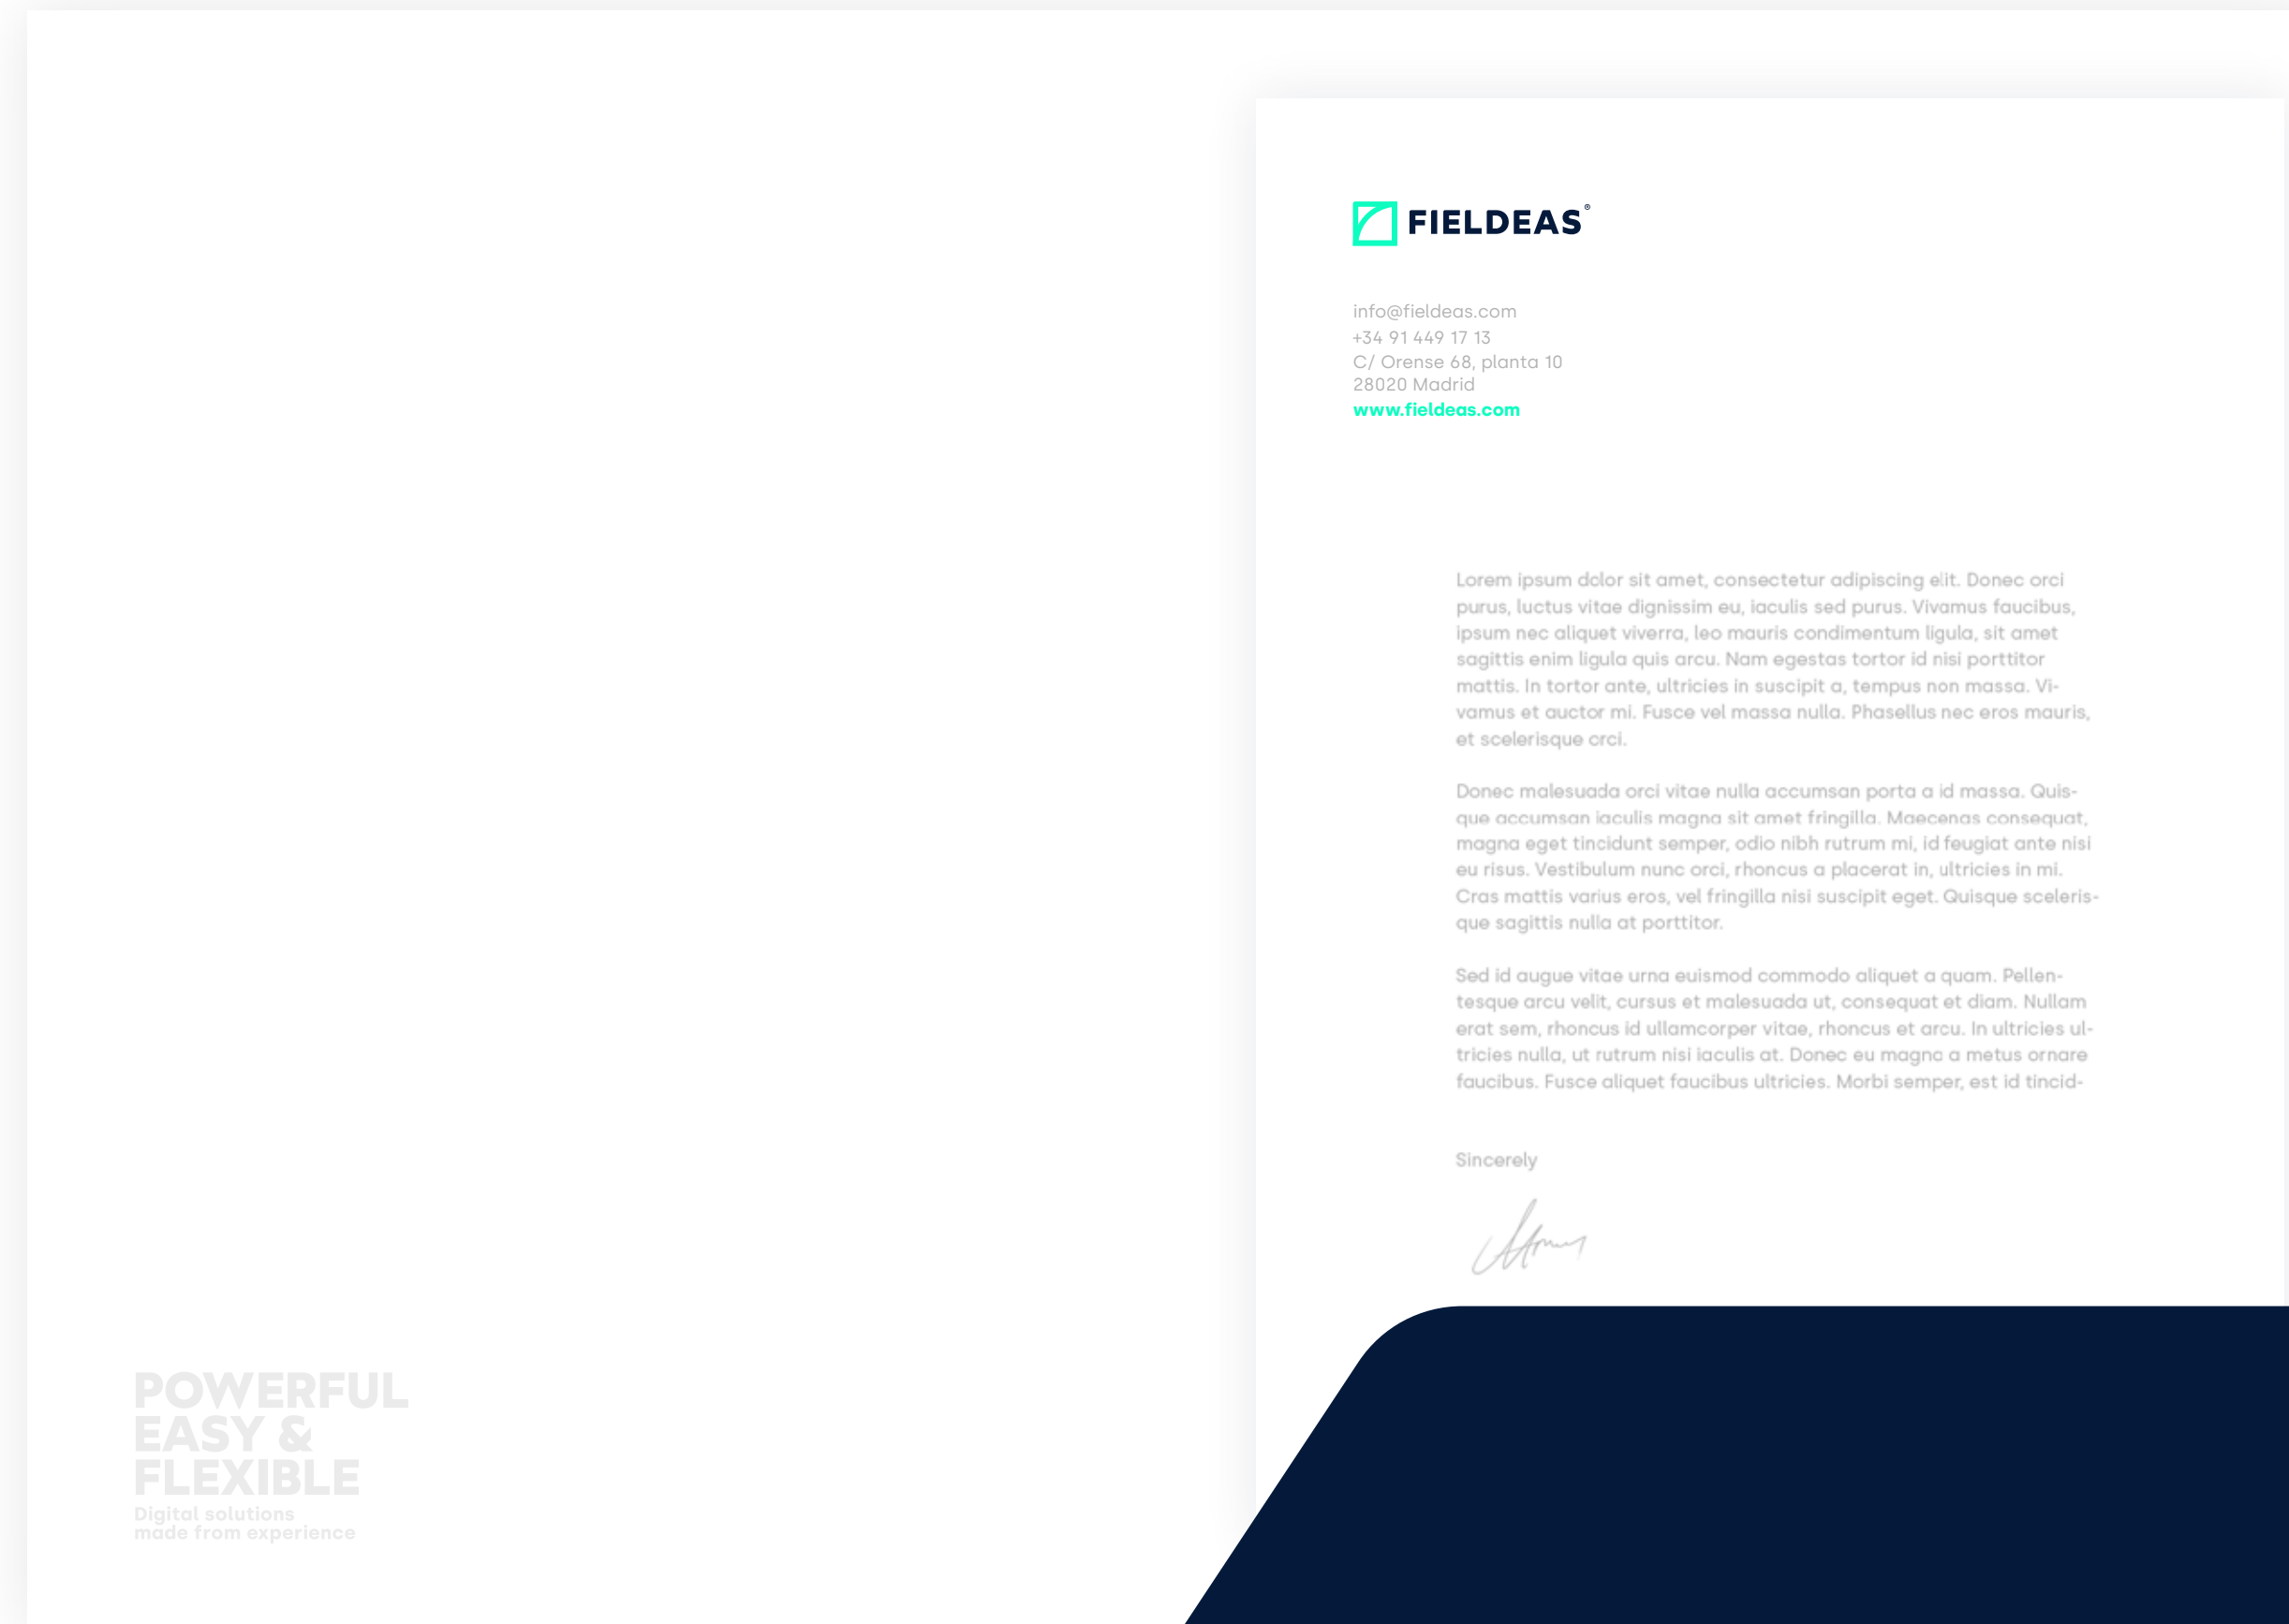 FIELDEAS®
info@fieldeas.com
+34 91 449 17 13
C/ Orense 68, planta 10
28020 Madrid
www.fieldeas.com
Lorem ipsum dolor sit amet, consectetur adipiscing elit. Donec orci
purus, luctus vitae dignissim eu, iaculis sed purus. Vivamus faucibus,
ipsum nec aliquet viverra, leo mauris condimentum ligula, sit amet
sagittis enim ligula quis arcu. Nam egestas tortor id nisi porttitor
mattis. In tortor ante, ultricies in suscipit a, tempus non massa. Vi-
vamus et auctor mi. Fusce vel massa nulla. Phasellus nec eros mauris,
et scelerisque orci.
Donec malesuada orci vitae nulla accumsan porta a id massa. Quis-
que accumsan iaculis magna sit amet fringilla. Maecenas consequat,
magna eget tincidunt semper, odio nibh rutrum mi, id feugiat ante nisi
eu risus. Vestibulum nunc orci, rhoncus a placerat in, ultricies in mi.
Cras mattis varius eros, vel fringilla nisi suscipit eget. Quisque sceleris-
que sagittis nulla at porttitor.
Sed id augue vitae urna euismod commodo aliquet a quam. Pellen-
tesque arcu velit, cursus et malesuada ut, consequat et diam. Nullam
erat sem, rhoncus id ullamcorper vitae, rhoncus et arcu. In ultricies ul-
tricies nulla, ut rutrum nisi iaculis at. Donec eu magna a metus ornare
faucibus. Fusce aliquet faucibus ultricies. Morbi semper, est id tincid-
Sincerely
POWERFUL
EASY &
FLEXIBLE
Digital solutions
made from experience